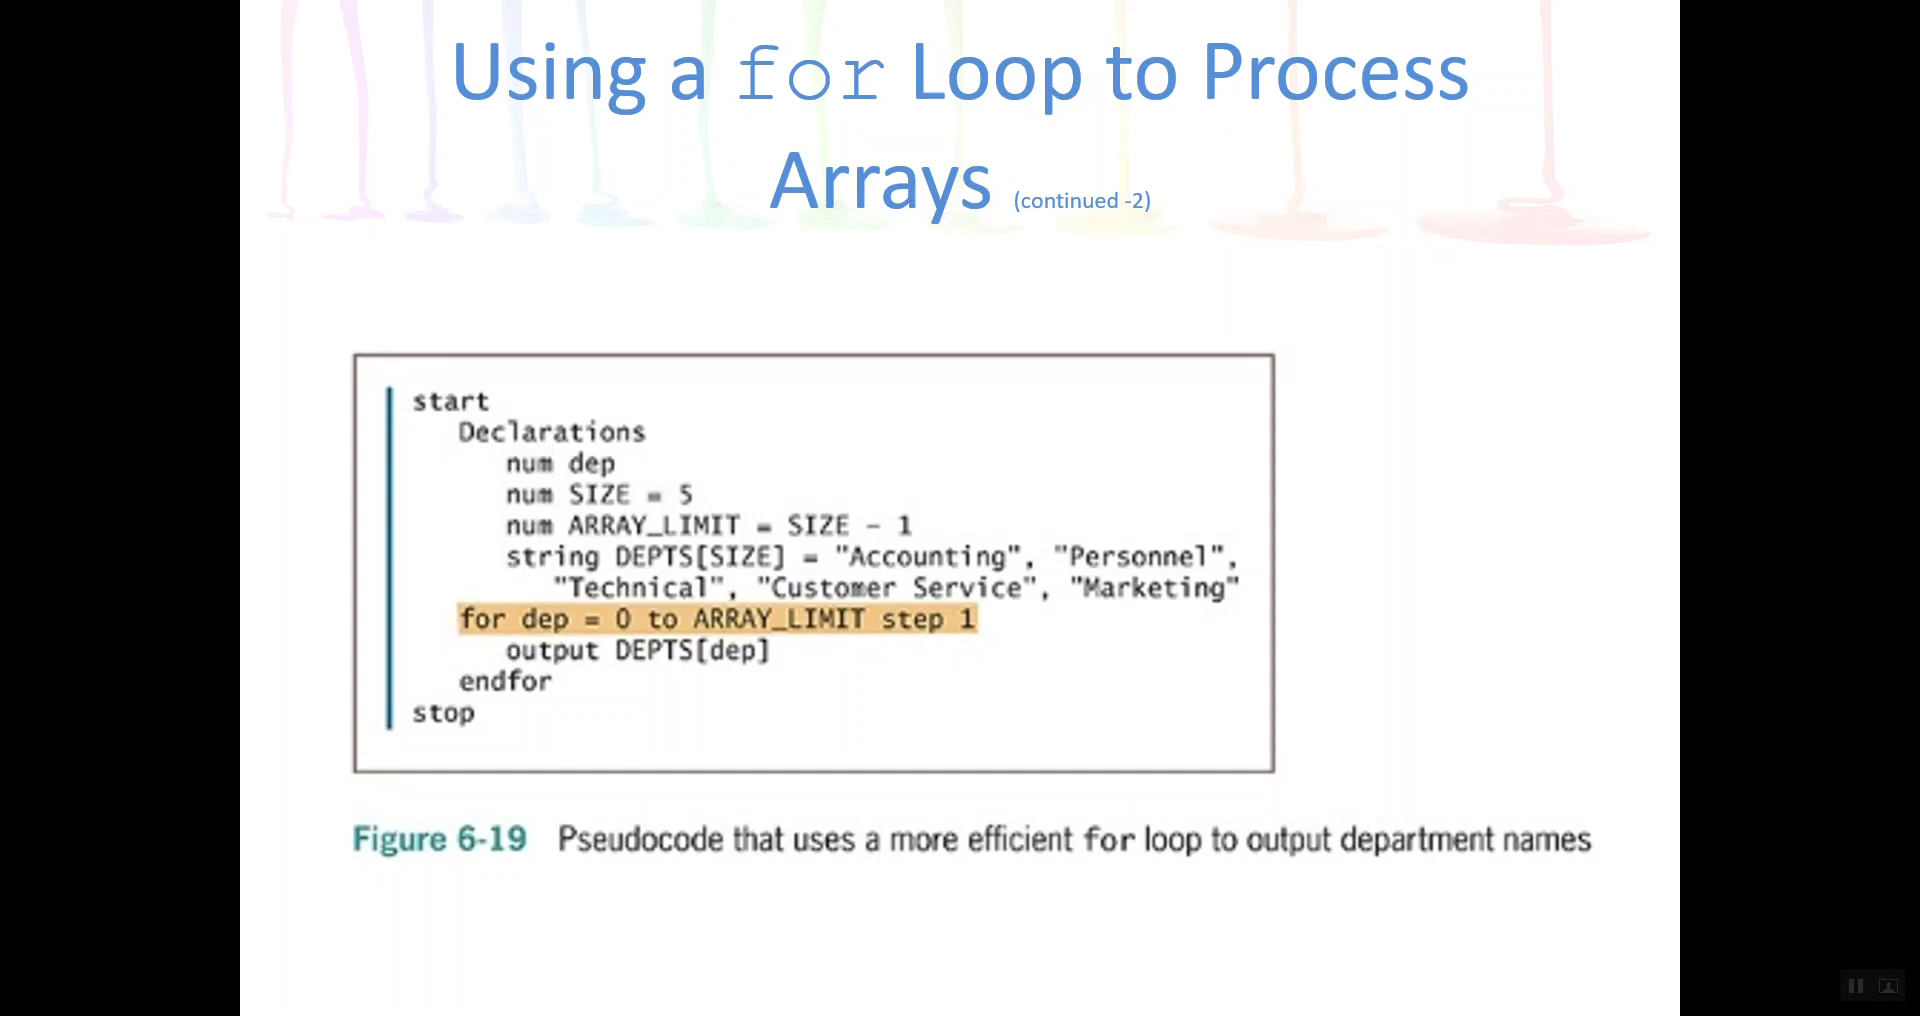 Using a for Loop to Process
Arrays (continued -2)
start
Declarations
num dep
num SIZE = 5
num ARRAY_LIMIT = SIZE - 1
string DEPTS[SIZE] = "Accounting", "Personnel",
"Technical", "Customer Service", "Marketing"
for dep = 0 to ARRAY_LIMIT step 1
output DEPTS[dep]
endfor
stop
Figure 6-19 Pseudocode that uses a more efficient for loop to output department names